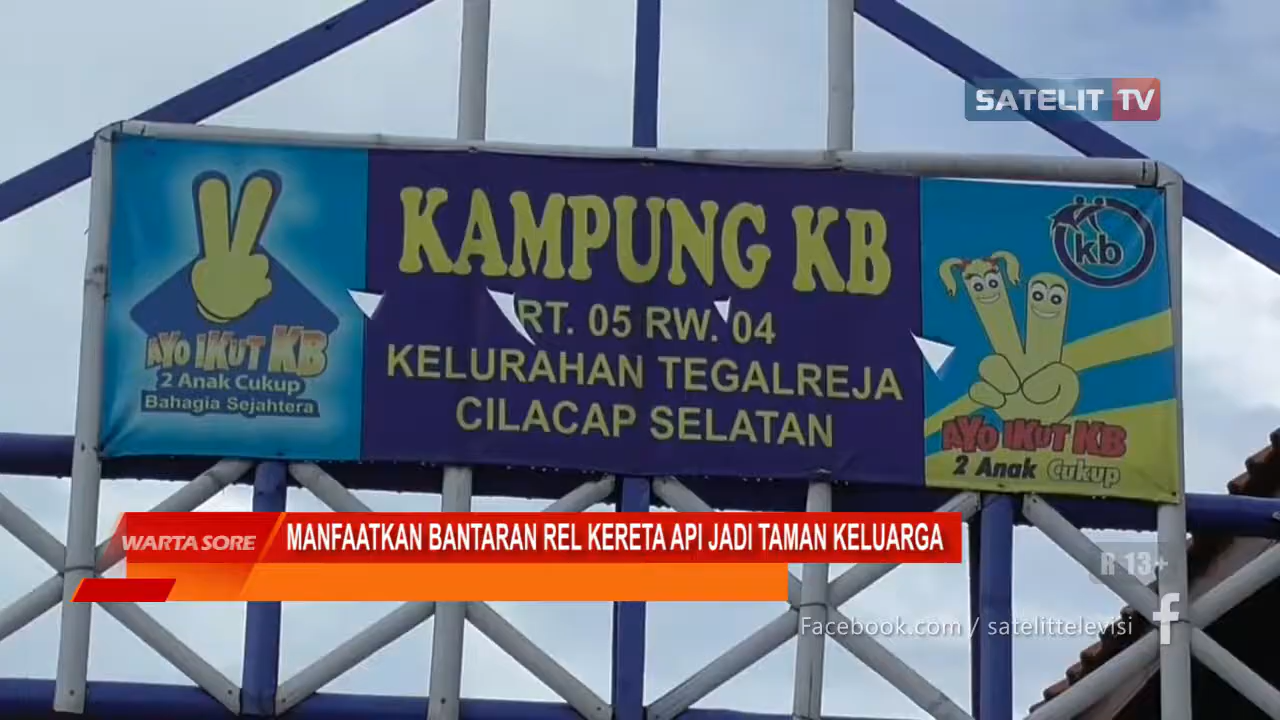 SATELIT TV
KAMPUNG KB
RT. 05 RW. 04
KELURAHAN TEGALREJA
CILACAP SELATAN
AYO IKUT KB
2 Anak Cukup
Bahagia Sejahtera
kb
AYO IKUT KB
2 Anak Cukup
WARTA SORE
MANFAATKAN BANTARAN REL KERETA API JADI TAMAN KELUARGA
R 13+
Facebook.com / satelittelevisi
f